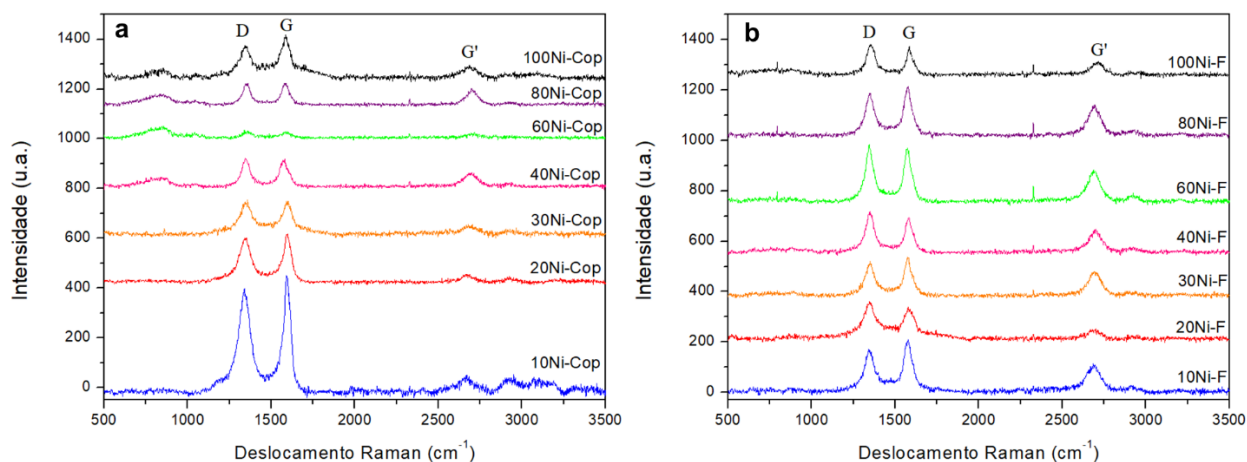 a
D
G
G'
1400
1200
1000
800
600
400
200
0
100Ni-Cop
80Ni-Cop
60Ni-Cop
40Ni-Cop
30Ni-Cop
20Ni-Cop
10Ni-Cop
Intensidade (u.a.)
500 1000 1500 2000 2500 3000 3500
Deslocamento Raman (cm⁻¹)
b
D
G
G'
1400
1200
1000
800
600
400
200
0
100Ni-F
80Ni-F
60Ni-F
40Ni-F
30Ni-F
20Ni-F
10Ni-F
Intensidade (u.a.)
500 1000 1500 2000 2500 3000 3500
Deslocamento Raman (cm⁻¹)